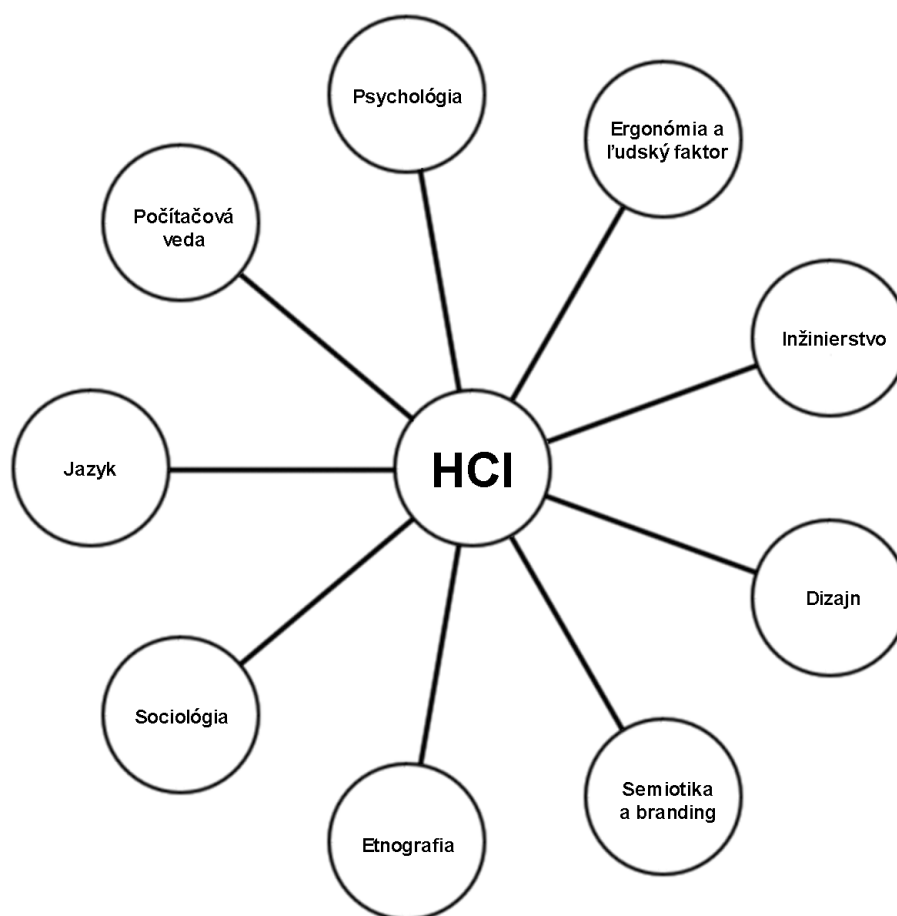 Psychológia
Ergonómia a
ľudský faktor
Počítačová
veda
Inžinierstvo
HCI
Jazyk
Dizajn
Sociológia
Semiotika
a branding
Etnografia